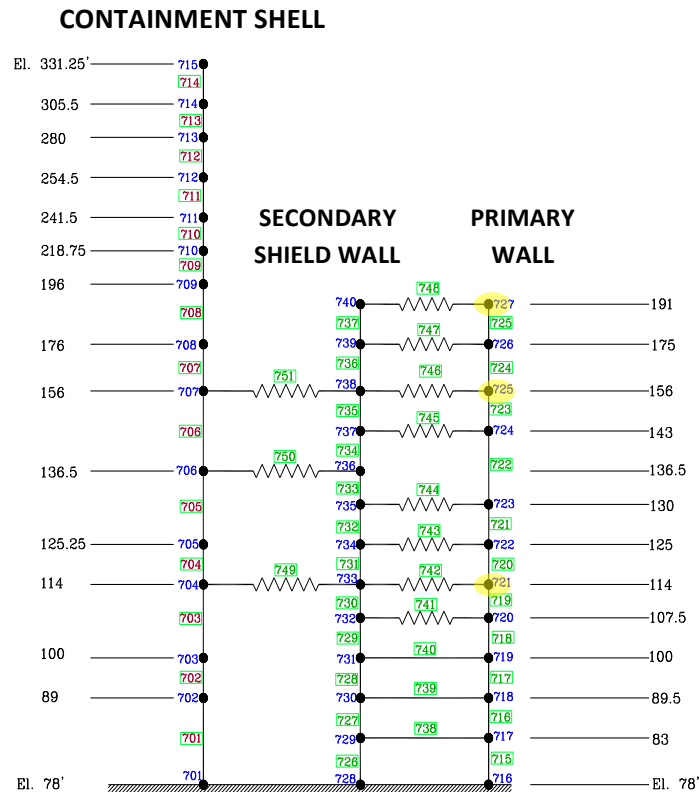 CONTAINMENT SHELL
El. 331.25' 715
714
305.5 714
713
280 713
712
254.5 712
711
241.5 711
SECONDARY PRIMARY
710
218.75 710
SHIELD WALL WALL
709
196 709
748
740 727 191
708
737 725
747
176 708 739 726 175
707
736 724
751 746
156 707 738 725 156
735 723
745
706
737 724 143
734 722
750
136.5 706 736 136.5
733
744
705 735 723 130
732 721
743
125.25 705 734 722 125
704 731 720
749 742
114 704 733 721 114
730 719
741
703 732 720 107.5
729 718
740
100 703 731 719 100
702 728 717
739
89 702 730 718 89.5
727 716
738
701 729 717 83
726 715
701 728 716
El. 78' El. 78'